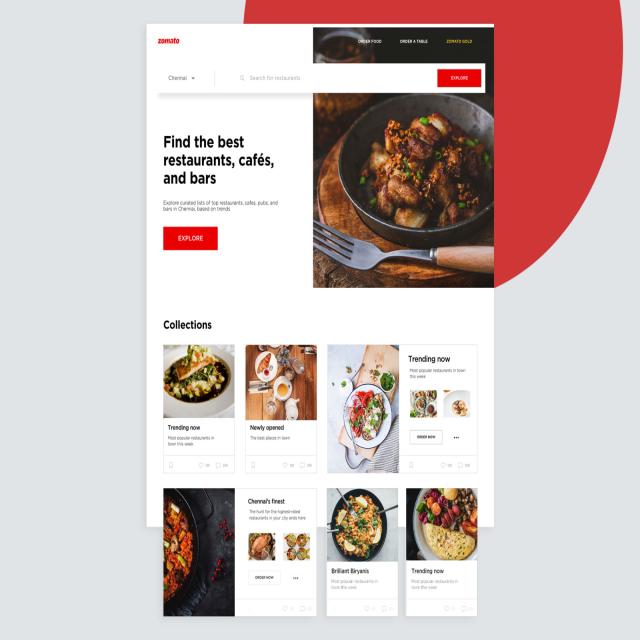 zomato
ORDER FOOD
ORDER A TABLE
ZOMATO GOLD
Chennai
Search for restaurants
EXPLORE
Find the best
restaurants, cafés,
and bars
Explore curated lists of top restaurants, cafes, pubs, and
bars in Chennai, based on trends
EXPLORE
Collections
Trending now
Most popular restaurants in
town this week
Newly opened
The best places in town
Trending now
Most popular restaurants in town
this week
ORDER NOW
Chennai's finest
The hunt for the highest-rated
restaurants in your city ends here
ORDER NOW
Brilliant Biryanis
Most popular restaurants in town
this week
Trending now
Most popular restaurants in town
this week